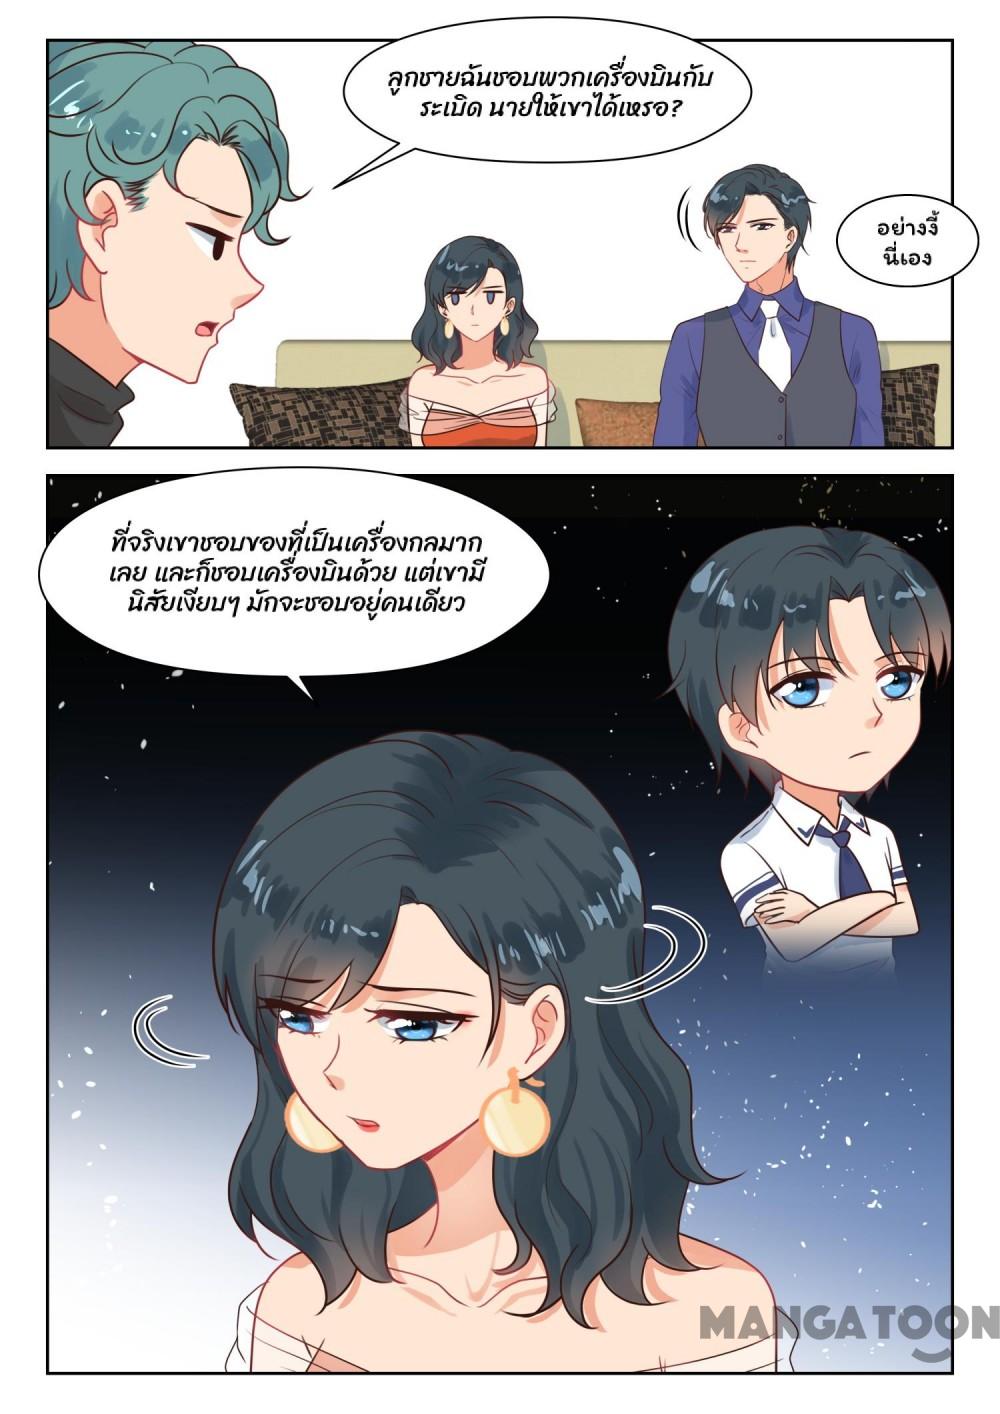 ลูกชายฉันชอบพวกเครื่องบินกับ
ระเบิด นายให้เขาได้เหรอ?
อย่างงี้
นี่เอง
ที่จริงเขาชอบของที่เป็นเครื่องกลมาก
เลย และก็ชอบเครื่องบินด้วย แต่เขามี
นิสัยเงียบๆ มักจะชอบอยู่คนเดียว
MANGATOON